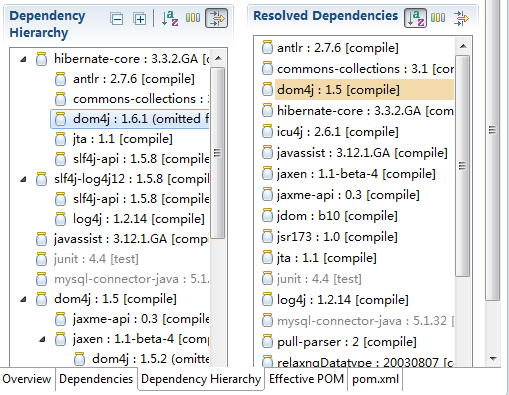 Dependency Hierarchy
hibernate-core : 3.3.2.GA [compile]
antlr : 2.7.6 [compile]
commons-collections :
dom4j : 1.6.1 (omitted f
jta : 1.1 [compile]
slf4j-api : 1.5.8 [compile]
slf4j-log4j12 : 1.5.8 [compile]
slf4j-api : 1.5.8 [compile]
log4j : 1.2.14 [compile]
javassist : 3.12.1.GA [comp
junit : 4.4 [test]
mysql-connector-java : 5.1.
dom4j : 1.5 [compile]
jaxme-api : 0.3 [compile]
jaxen : 1.1-beta-4 [comp
dom4j : 1.5.2 (omitte
Resolved Dependencies
antlr : 2.7.6 [compile]
commons-collections : 3.1 [com
dom4j : 1.5 [compile]
hibernate-core : 3.3.2.GA [comp
icu4j : 2.6.1 [compile]
javassist : 3.12.1.GA [compile]
jaxen : 1.1-beta-4 [compile]
jaxme-api : 0.3 [compile]
jdom : b10 [compile]
jsr173 : 1.0 [compile]
jta : 1.1 [compile]
junit : 4.4 [test]
log4j : 1.2.14 [compile]
mysql-connector-java : 5.1.32 [
pull-parser : 2 [compile]
relaxngDatatype : 20030807 [com
Overview Dependencies Dependency Hierarchy Effective POM pom.xml